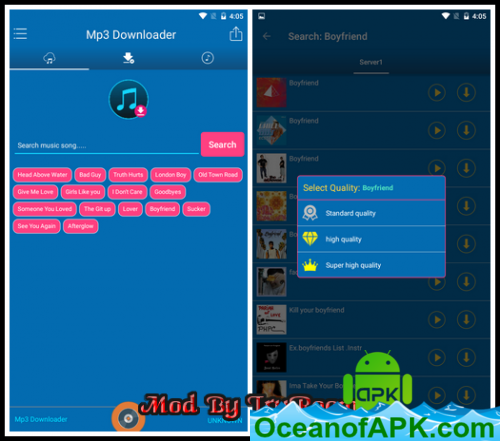 4:05
Mp3 Downloader
Search music song.....
Search
Head Above Water
Bad Guy
Truth Hurts
London Boy
Old Town Road
Give Me Love
Girls Like you
I Don't Care
Goodbyes
Someone You Loved
The Git up
Lover
Boyfriend
Sucker
See You Again
Afterglow
Mp3 Downloader
UNKNOWN
4:05
Search: Boyfriend
Server1
Boyfriend
Boyfriend
Boyfriend
Select Quality: Boyfriend
Standard quality
high quality
Super high quality
Kill your boyfriend
Ex boyfriends List .Instr
Ima Take Your Bo
Mod By
APK
OceanofAPK.com